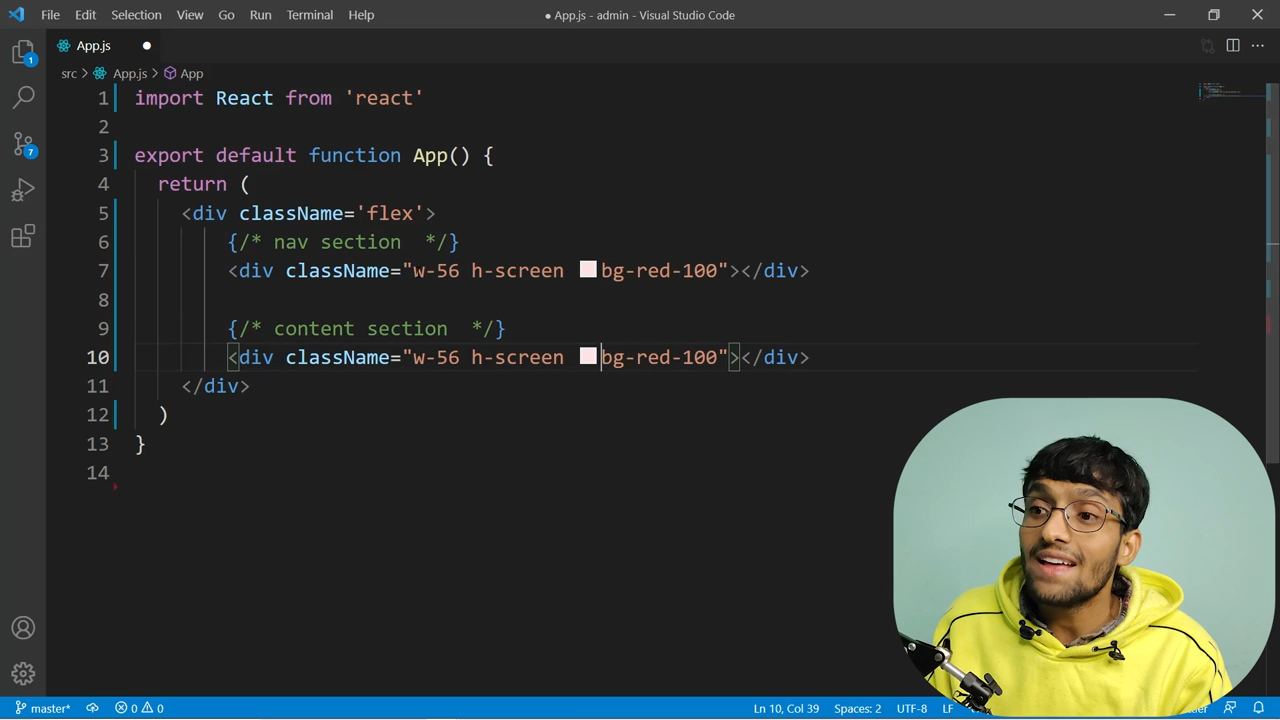 File Edit Selection View Go Run Terminal Help ● App.js - admin - Visual Studio Code
App.js
src > App.js > App
1 import React from 'react'
2
3 export default function App() {
4 return (
5 <div className='flex'>
6 {/* nav section  */}
7 <div className="w-56 h-screen bg-red-100"></div>
8
9 {/* content section  */}
10 <div className="w-56 h-screen bg-red-100"></div>
11 </div>
12 )
13 }
14
1
7
master* 0 0 Ln 10, Col 39 Spaces: 2 UTF-8 LF